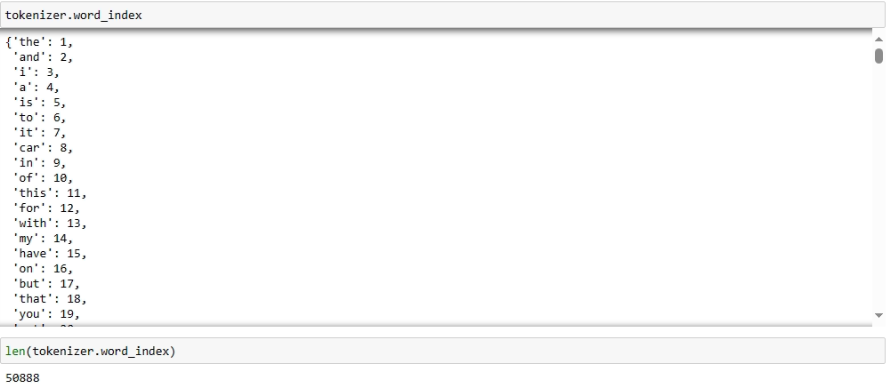 tokenizer.word_index
{'the': 1,
'and': 2,
'i': 3,
'a': 4,
'is': 5,
'to': 6,
'it': 7,
'car': 8,
'in': 9,
'of': 10,
'this': 11,
'for': 12,
'with': 13,
'my': 14,
'have': 15,
'on': 16,
'but': 17,
'that': 18,
'you': 19,
len(tokenizer.word_index)
50888